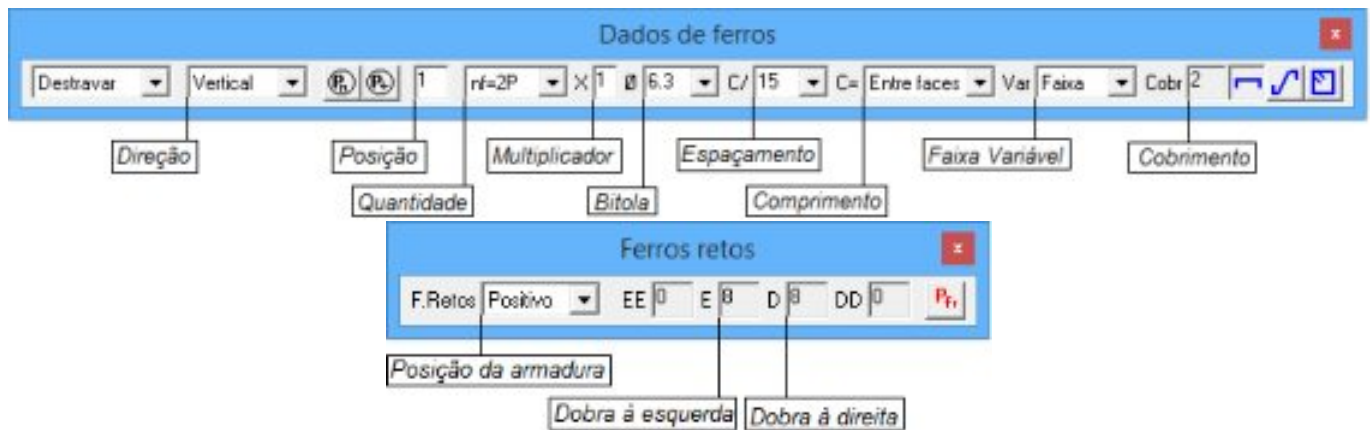 Dados de ferros
x
Destravar Vertical Pn P+ 1 nf=2P X 1 Ø 6.3 C/ 15 C= Entre faces Var Faixa Cobr 2
Direção Posição Multiplicador Espaçamento Faixa Variável Cobrimento
Quantidade Bitola Comprimento
Ferros retos
x
F.Retos Positivo EE 0 E 8 D 8 DD 0 PFr
Posição da armadura
Dobra à esquerda Dobra à direita